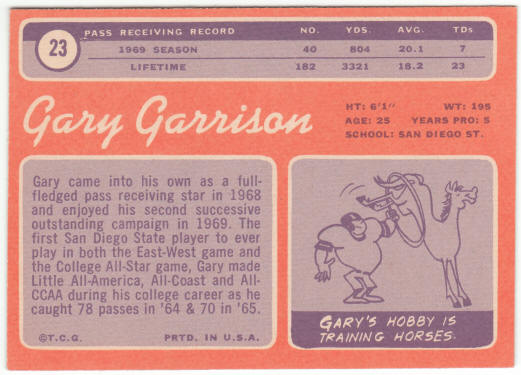 23
PASS RECEIVING RECORD NO. YDS. AVG. TDs
1969 SEASON 40 804 20.1 7
LIFETIME 182 3321 18.2 23
Gary Garrison
HT: 6'1" WT: 195
AGE: 25 YEARS PRO: 5
SCHOOL: SAN DIEGO ST.
Gary came into his own as a full-
fledged pass receiving star in 1968
and enjoyed his second successive
outstanding campaign in 1969. The
first San Diego State player to ever
play in both the East-West game and
the College All-Star game, Gary made
Little All-America, All-Coast and All-
CCAA during his college career as he
caught 78 passes in '64 & 70 in '65.
©T.C.G. PRTD. IN U.S.A.
GARY'S HOBBY IS
TRAINING HORSES.